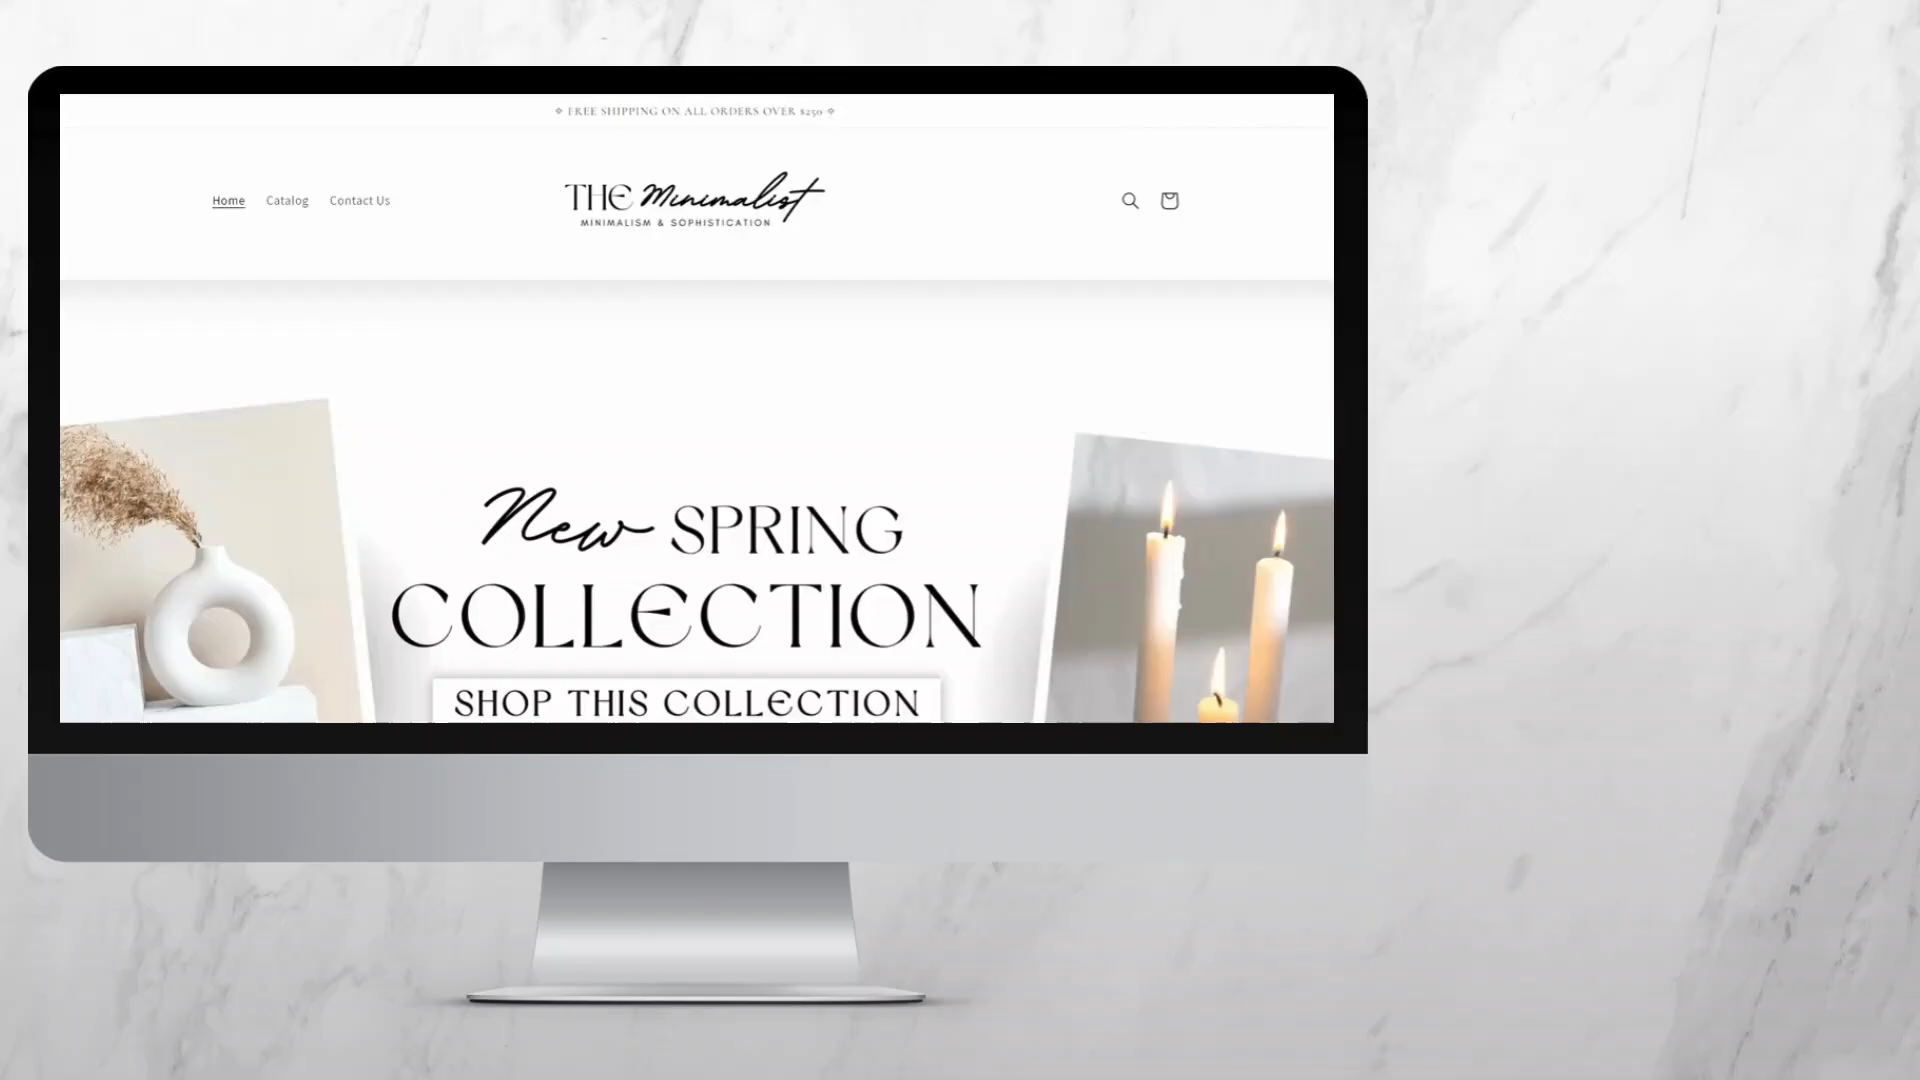 ❖ FREE SHIPPING ON ALL ORDERS OVER $250 ❖
Home Catalog Contact Us
THE Minimalist
MINIMALISM & SOPHISTICATION
New SPRING
COLLECTION
SHOP THIS COLLECTION